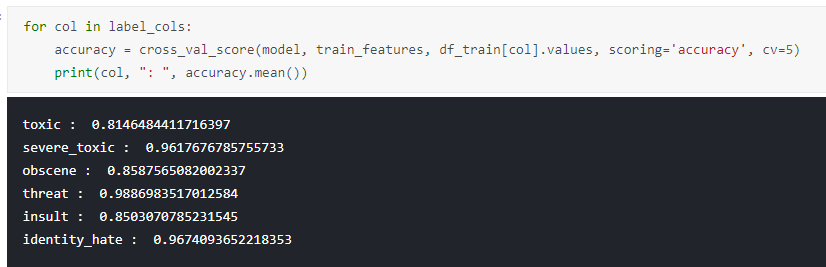 for col in label_cols:
    accuracy = cross_val_score(model, train_features, df_train[col].values, scoring='accuracy', cv=5)
    print(col, ": ", accuracy.mean())
toxic :  0.8146484411716397
severe_toxic :  0.9617676785755733
obscene :  0.8587565082002337
threat :  0.9886983517012584
insult :  0.8503070785231545
identity_hate :  0.9674093652218353